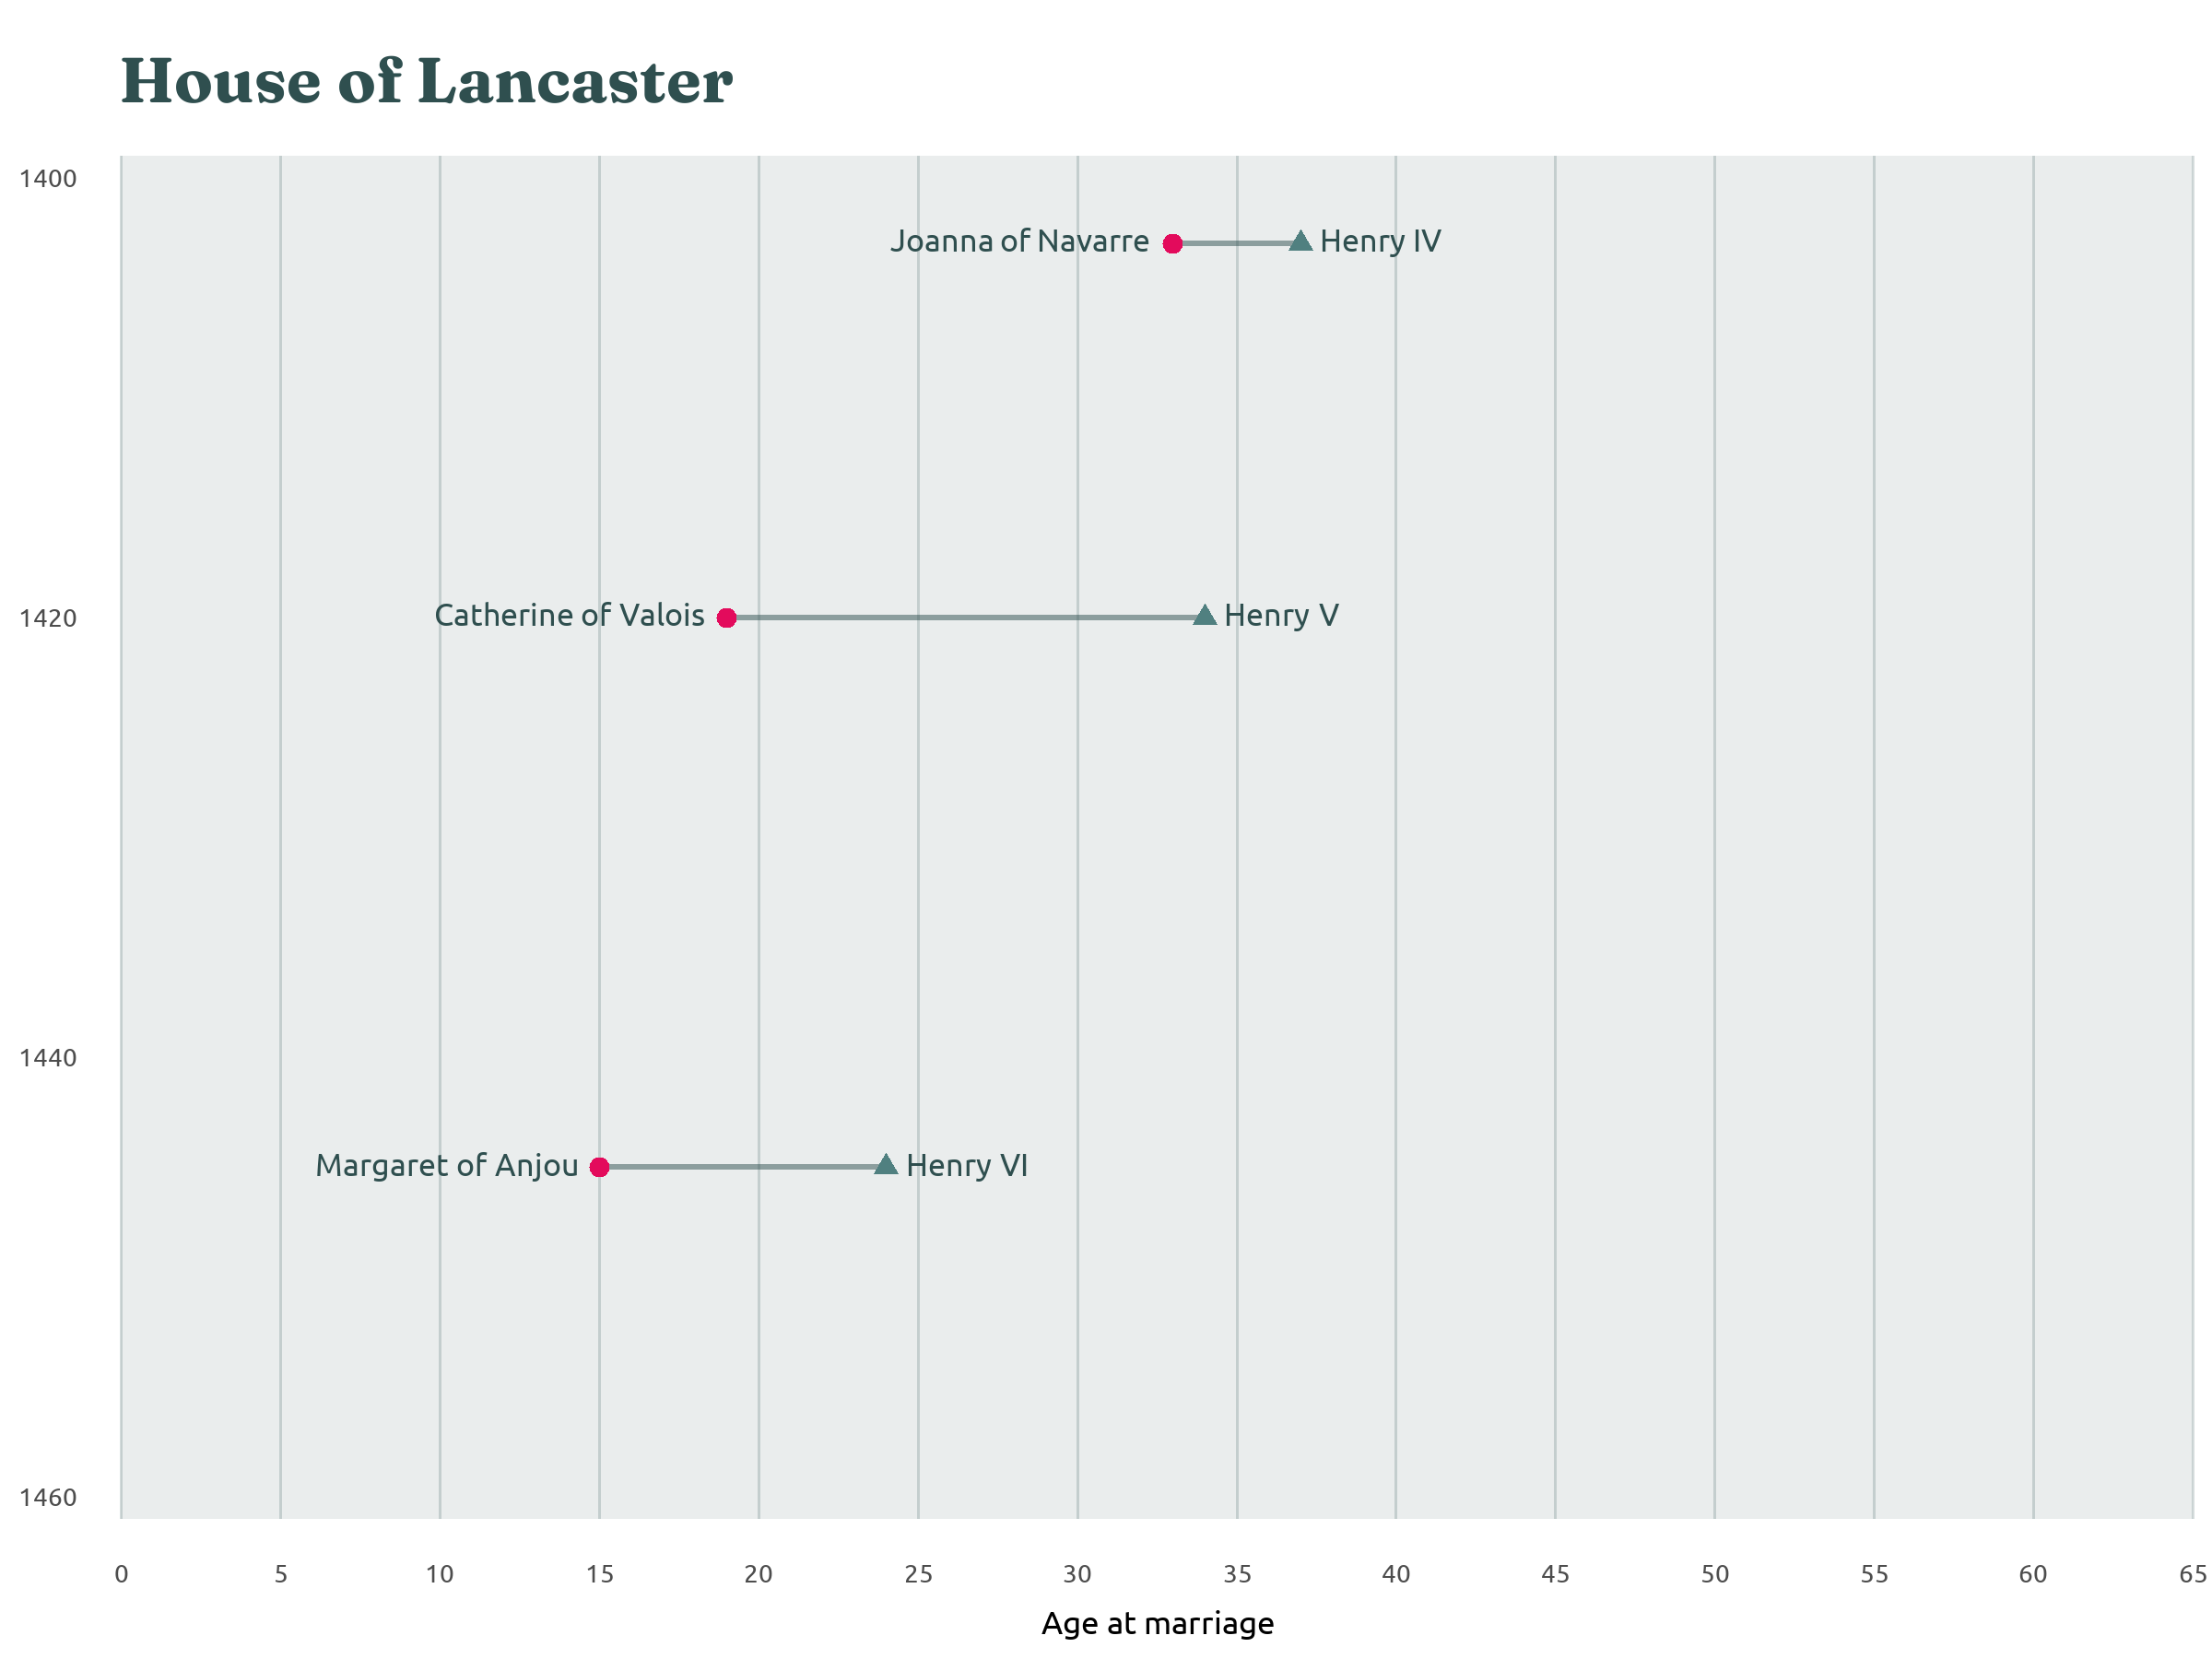 House of Lancaster
1400
Joanna of Navarre Henry IV
1420
Catherine of Valois Henry V
1440
Margaret of Anjou Henry VI
1460
0 5 10 15 20 25 30 35 40 45 50 55 60 65
Age at marriage